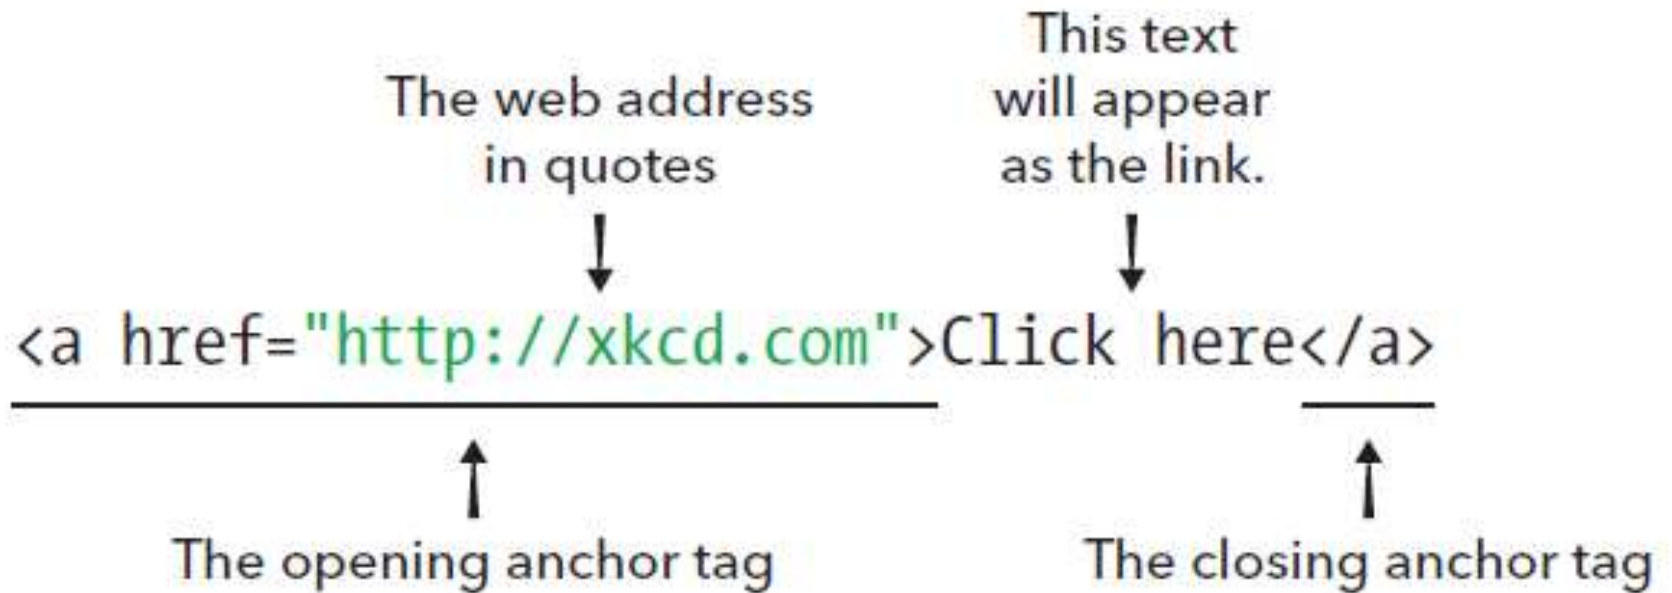 The web address
in quotes
This text
will appear
as the link.
<a href="http://xkcd.com">Click here</a>
The opening anchor tag
The closing anchor tag